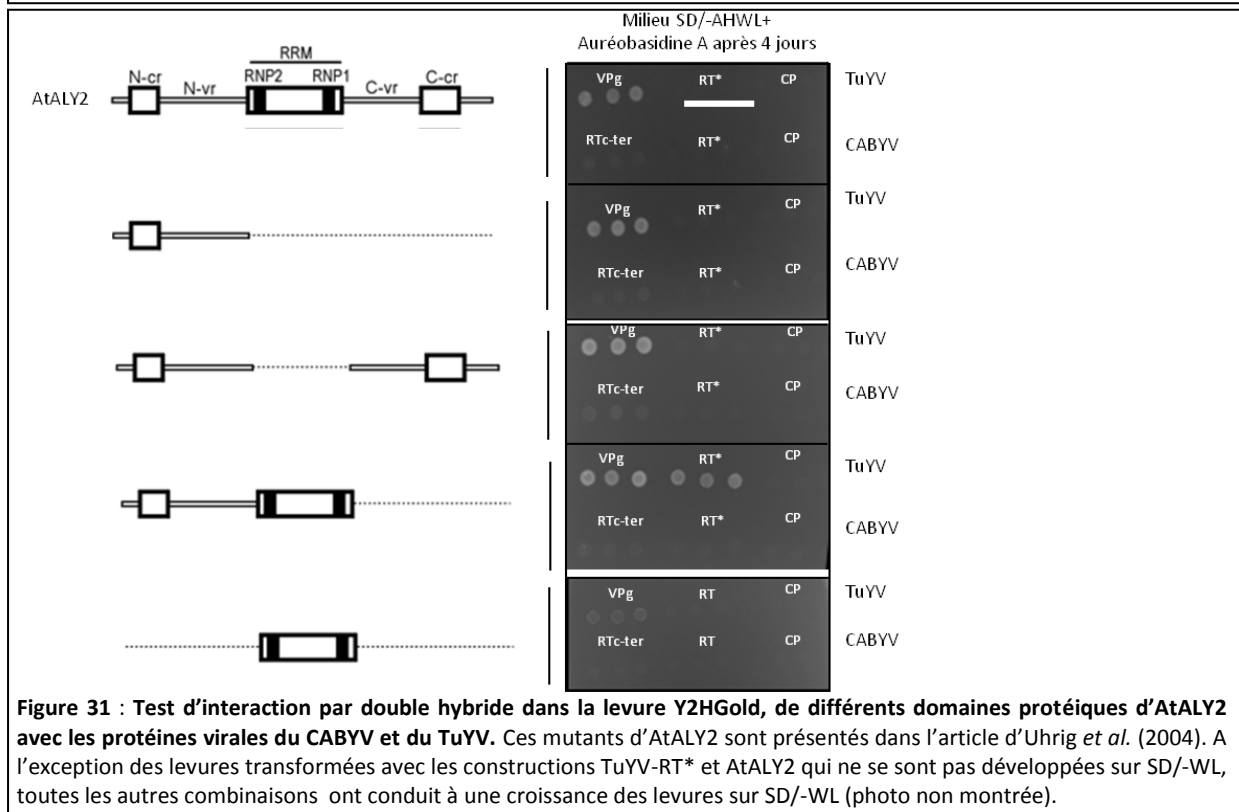 Milieu SD/-AHWL+
Auréobasidine A après 4 jours
RRM
N-cr N-vr RNP2 RNP1 C-vr C-cr
AtALY2
VPg RT* CP TuYV
RTc-ter RT* CP CABYV
VPg RT* CP TuYV
RTc-ter RT* CP CABYV
VPg RT* CP TuYV
RTc-ter RT* CP CABYV
VPg RT* CP TuYV
RTc-ter RT* CP CABYV
VPg RT CP TuYV
RTc-ter RT CP CABYV
Figure 31 : Test d'interaction par double hybride dans la levure Y2HGold, de différents domaines protéiques d'AtALY2
avec les protéines virales du CABYV et du TuYV. Ces mutants d'AtALY2 sont présentés dans l'article d'Uhrig et al. (2004). A
l'exception des levures transformées avec les constructions TuYV-RT* et AtALY2 qui ne se sont pas développées sur SD/-WL,
toutes les autres combinaisons ont conduit à une croissance des levures sur SD/-WL (photo non montrée).